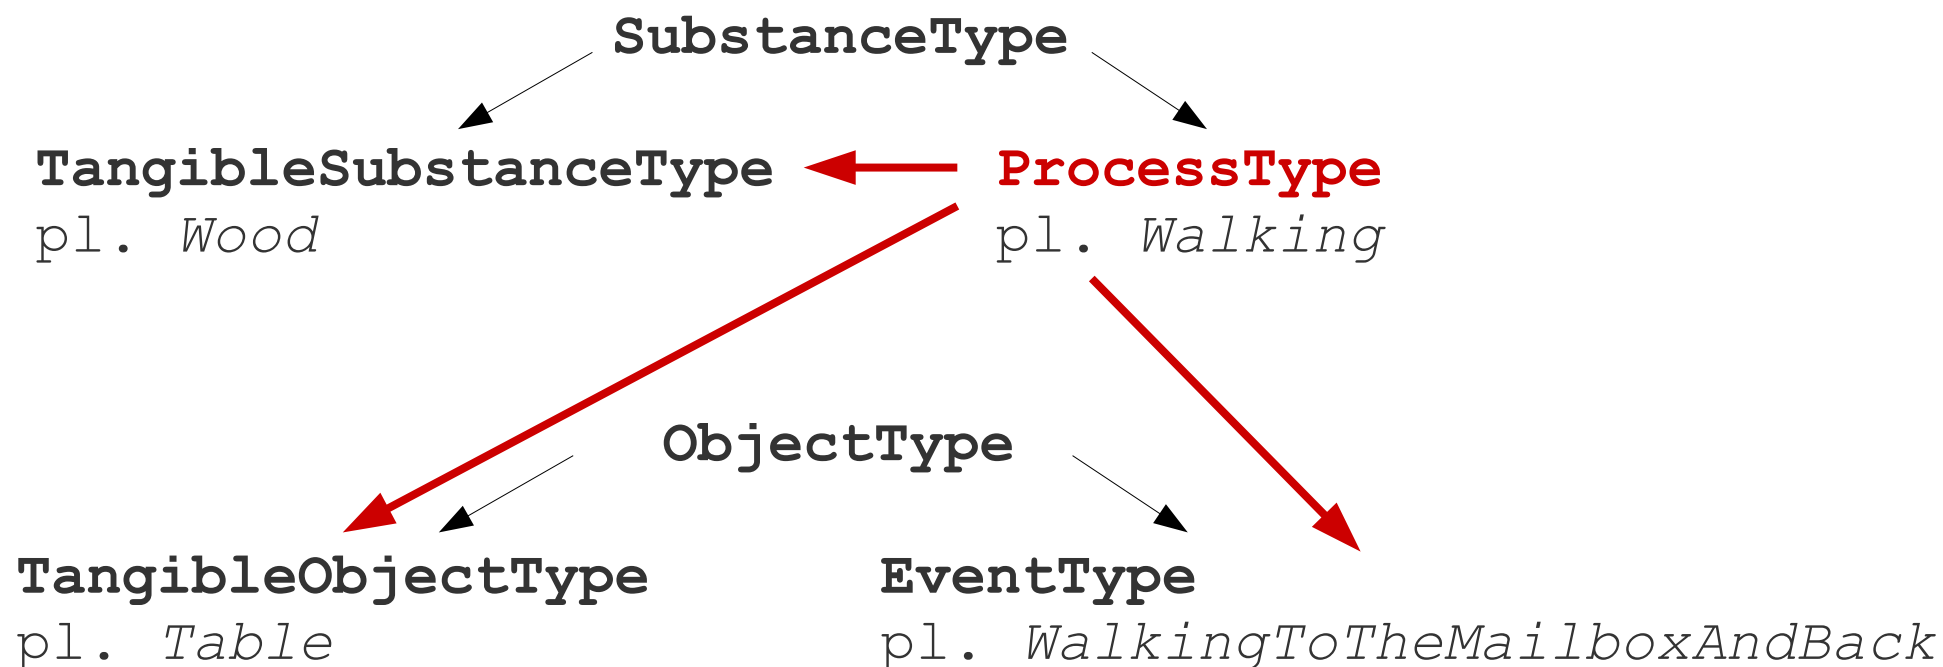 SubstanceType
TangibleSubstanceType
pl. Wood
ProcessType
pl. Walking
ObjectType
TangibleObjectType
pl. Table
EventType
pl. WalkingToTheMailboxAndBack